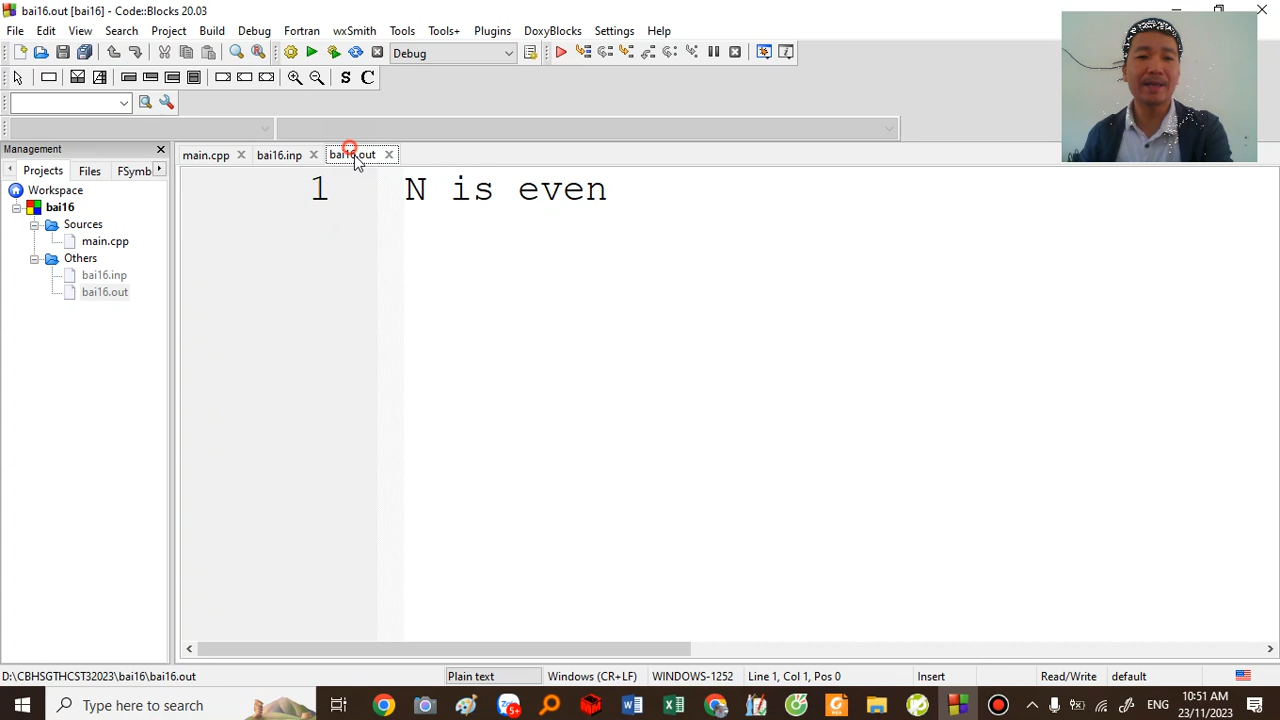 bai16.out [bai16] - Code::Blocks 20.03
File Edit View Search Project Build Debug Fortran wxSmith Tools Tools+ Plugins DoxyBlocks Settings Help
Debug
S C
Management
Projects Files FSymb
main.cpp bai16.inp bai16.out
Workspace
bai16
Sources
main.cpp
Others
bai16.inp
bai16.out
1 N is even
D:\CBHSGTHCST32023\bai16\bai16.out Plain text Windows (CR+LF) WINDOWS-1252 Line 1, Col 1, Pos 0 Insert Read/Write default
Type here to search
5+
ENG
10:51 AM
23/11/2023